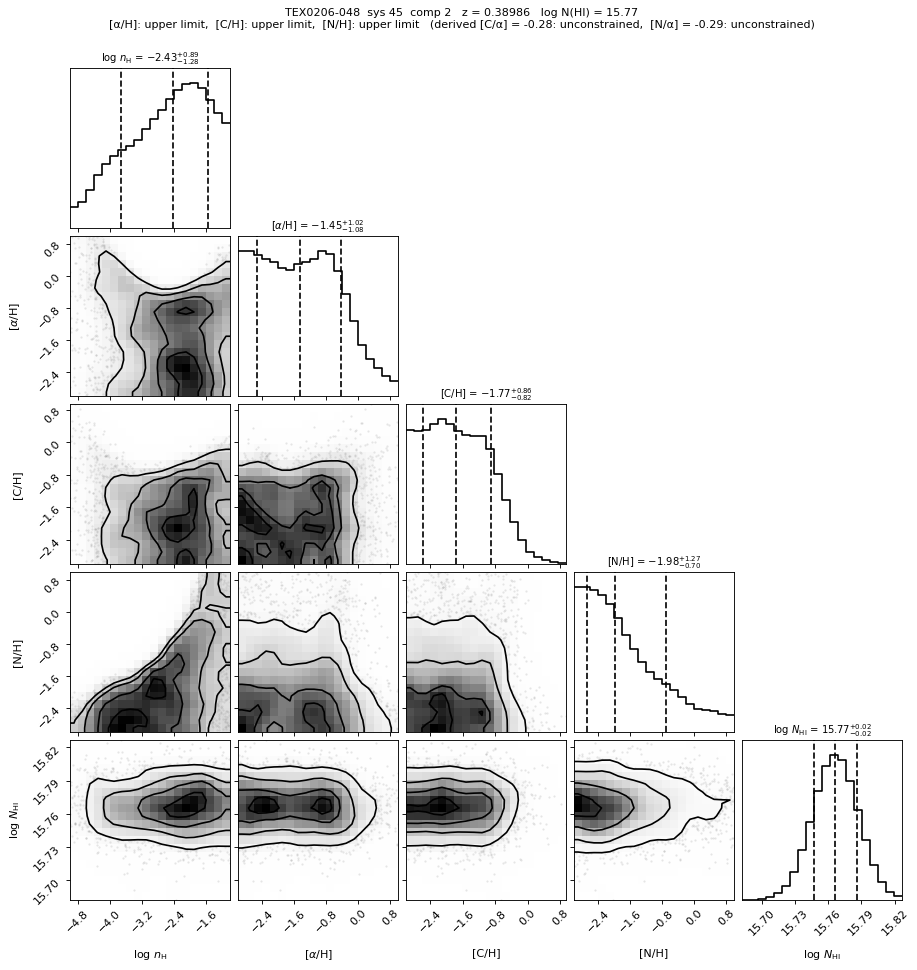 TEX0206-048 sys 45 comp 2 z = 0.38986 log N(HI) = 15.77
[α/H]: upper limit, [C/H]: upper limit, [N/H]: upper limit (derived [C/α] = -0.28: unconstrained, [N/α] = -0.29: unconstrained)
log n_H = −2.43 +0.89 −1.28
[α/H] = −1.45 +1.02 −1.08
0.8
0.0
−0.8
−1.6
−2.4
[α/H]
[C/H] = −1.77 +0.86 −0.82
0.8
0.0
−0.8
−1.6
−2.4
[C/H]
[N/H] = −1.98 +1.27 −0.70
0.8
0.0
−0.8
−1.6
−2.4
[N/H]
log N_HI = 15.77 +0.02 −0.02
15.82
15.79
15.76
15.73
15.70
log N_HI
−4.8 −4.0 −3.2 −2.4 −1.6
−2.4 −1.6 −0.8 0.0 0.8
−2.4 −1.6 −0.8 0.0 0.8
−2.4 −1.6 −0.8 0.0 0.8
15.70 15.73 15.76 15.79 15.82
log n_H [α/H] [C/H] [N/H] log N_HI